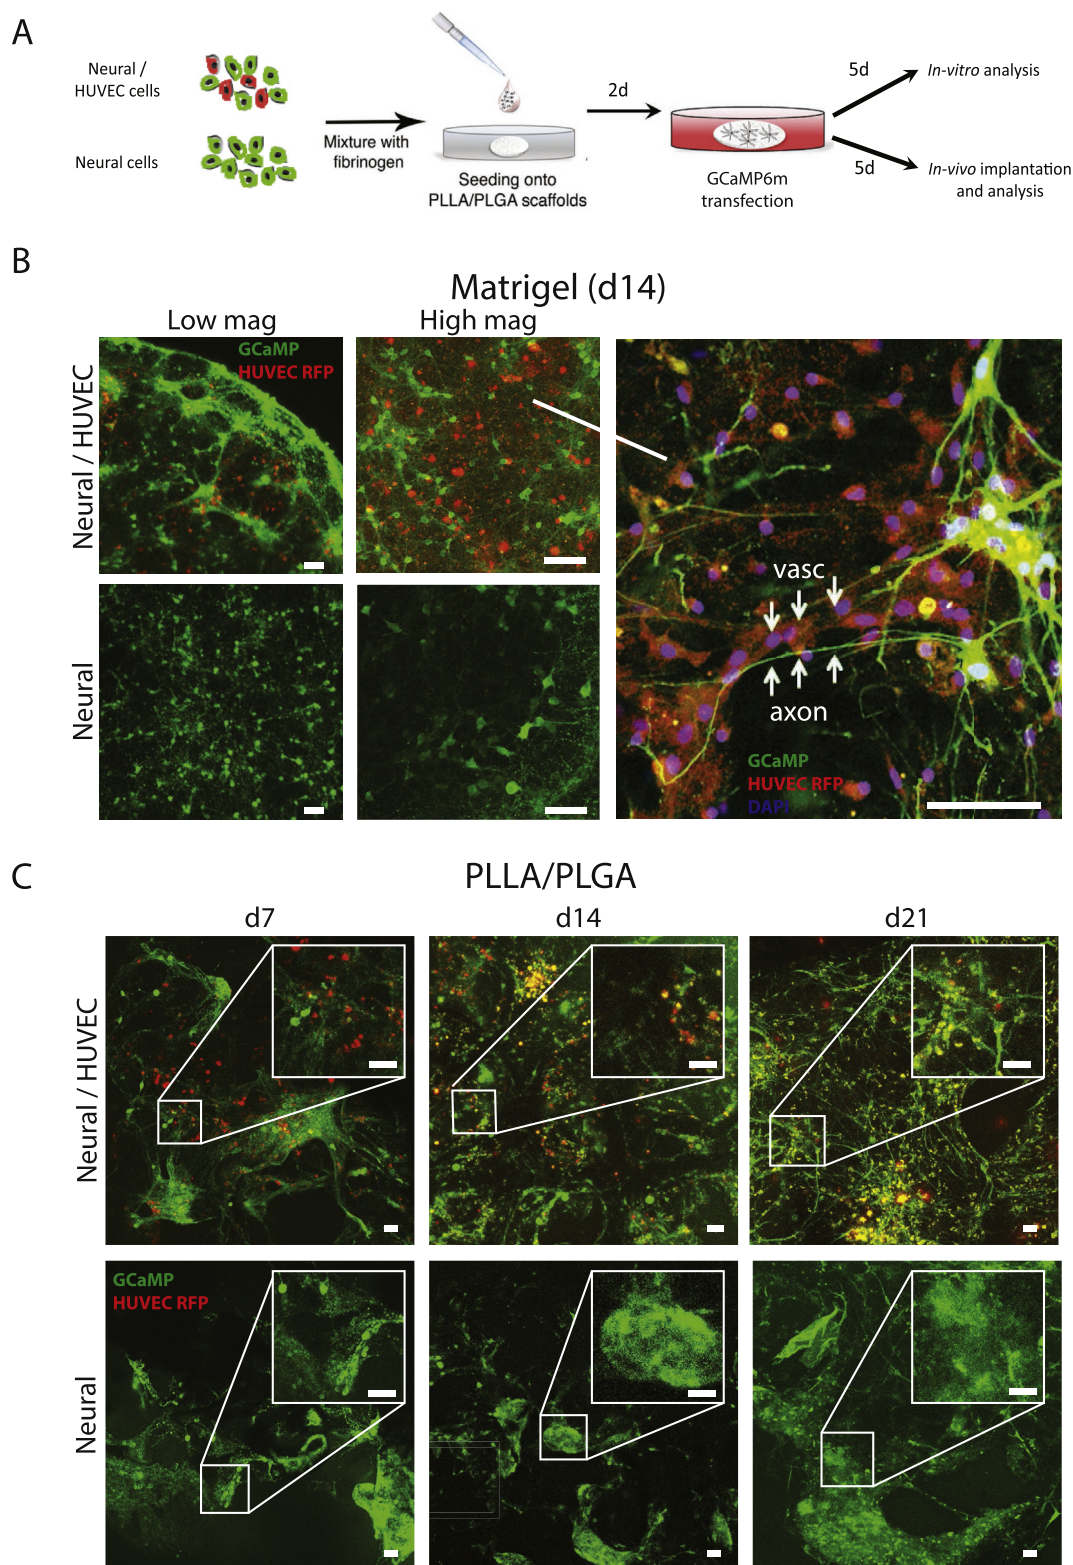 A
Neural /
HUVEC cells
Neural cells
Mixture with
fibrinogen
Seeding onto
PLLA/PLGA scaffolds
2d
GCaMP6m
transfection
5d
In-vitro analysis
5d
In-vivo implantation
and analysis
B
Matrigel (d14)
Low mag
High mag
Neural / HUVEC
GCaMP
HUVEC RFP
Neural
vasc
axon
GCaMP
HUVEC RFP
DAPI
C
PLLA/PLGA
d7
d14
d21
Neural / HUVEC
Neural
GCaMP
HUVEC RFP